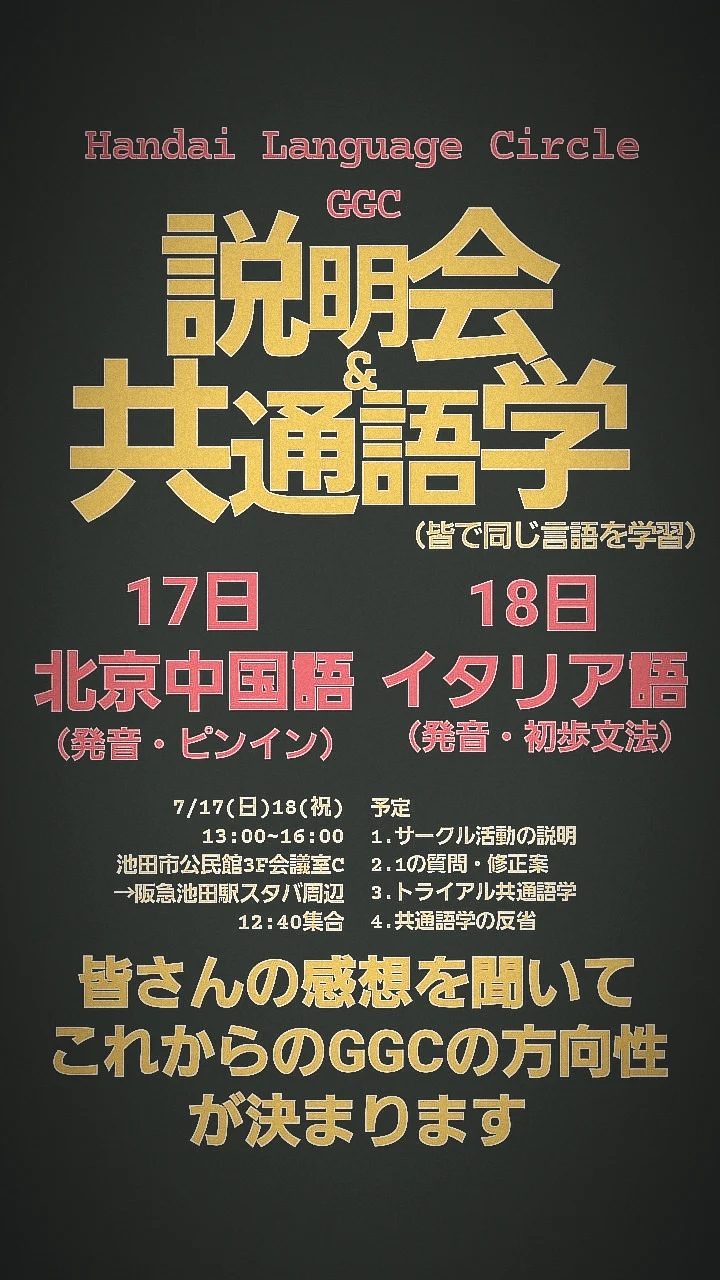 Handai Language Circle
GGC
説明会
&
共通語学
(皆で同じ言語を学習)
17日
北京中国語
(発音・ピンイン)
18日
イタリア語
(発音・初歩文法)
7/17(日)18(祝)
13:00~16:00
池田市公民館3F会議室C
→阪急池田駅スタバ周辺
12:40集合
予定
1.サークル活動の説明
2.1の質問・修正案
3.トライアル共通語学
4.共通語学の反省
皆さんの感想を聞いて
これからのGGCの方向性
が決まります